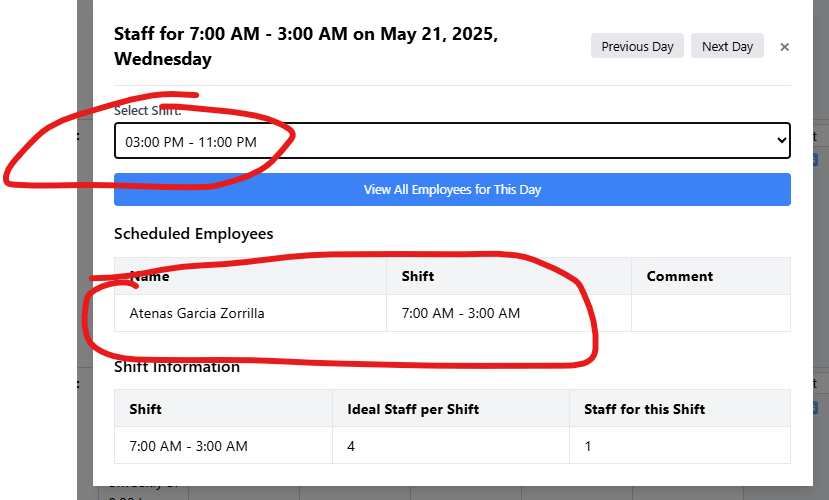 Staff for 7:00 AM - 3:00 AM on May 21, 2025,
Wednesday
Previous Day
Next Day
×
Select Shift:
03:00 PM - 11:00 PM
View All Employees for This Day
Scheduled Employees
Name Shift Comment
Atenas Garcia Zorrilla 7:00 AM - 3:00 AM
Shift Information
Shift Ideal Staff per Shift Staff for this Shift
7:00 AM - 3:00 AM 4 1